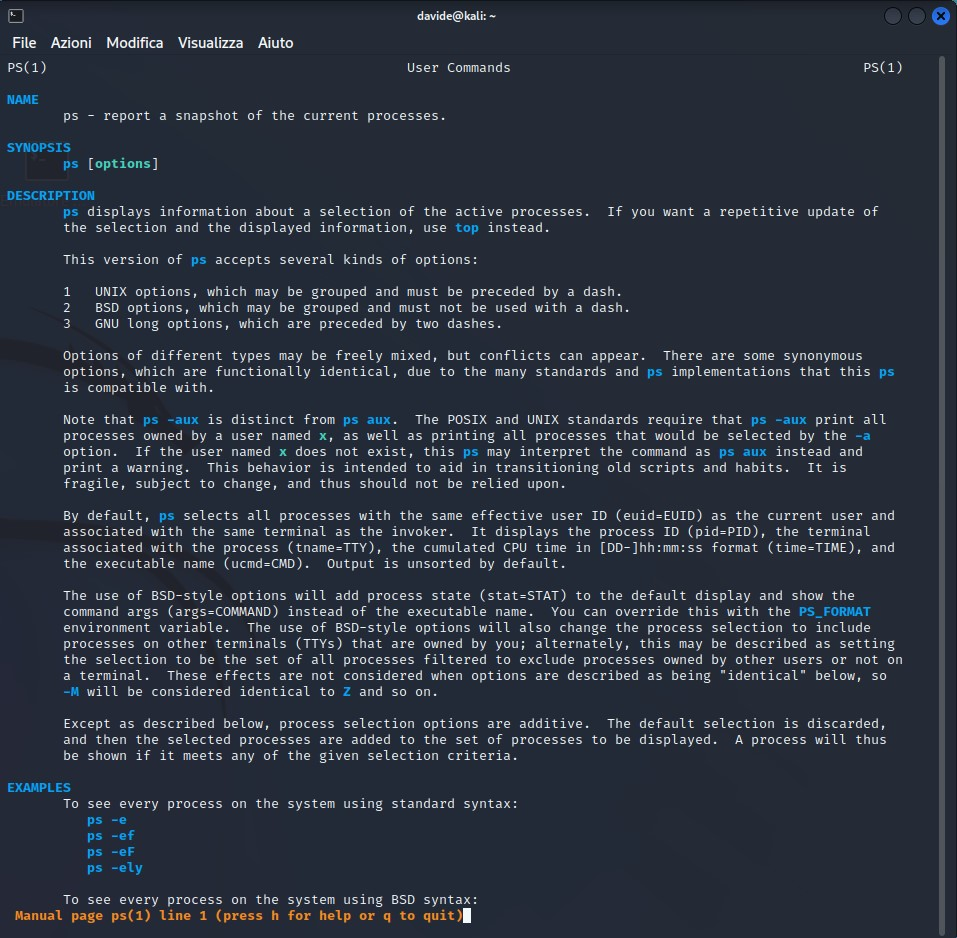 davide@kali: ~
File Azioni Modifica Visualizza Aiuto
PS(1) User Commands PS(1)
NAME
ps - report a snapshot of the current processes.
SYNOPSIS
ps [options]
DESCRIPTION
ps displays information about a selection of the active processes. If you want a repetitive update of
the selection and the displayed information, use top instead.
This version of ps accepts several kinds of options:
1 UNIX options, which may be grouped and must be preceded by a dash.
2 BSD options, which may be grouped and must not be used with a dash.
3 GNU long options, which are preceded by two dashes.
Options of different types may be freely mixed, but conflicts can appear. There are some synonymous
options, which are functionally identical, due to the many standards and ps implementations that this ps
is compatible with.
Note that ps -aux is distinct from ps aux. The POSIX and UNIX standards require that ps -aux print all
processes owned by a user named x, as well as printing all processes that would be selected by the -a
option. If the user named x does not exist, this ps may interpret the command as ps aux instead and
print a warning. This behavior is intended to aid in transitioning old scripts and habits. It is
fragile, subject to change, and thus should not be relied upon.
By default, ps selects all processes with the same effective user ID (euid=EUID) as the current user and
associated with the same terminal as the invoker. It displays the process ID (pid=PID), the terminal
associated with the process (tname=TTY), the cumulated CPU time in [DD-]hh:mm:ss format (time=TIME), and
the executable name (ucmd=CMD). Output is unsorted by default.
The use of BSD-style options will add process state (stat=STAT) to the default display and show the
command args (args=COMMAND) instead of the executable name. You can override this with the PS_FORMAT
environment variable. The use of BSD-style options will also change the process selection to include
processes on other terminals (TTYs) that are owned by you; alternately, this may be described as setting
the selection to be the set of all processes filtered to exclude processes owned by other users or not on
a terminal. These effects are not considered when options are described as being "identical" below, so
-M will be considered identical to Z and so on.
Except as described below, process selection options are additive. The default selection is discarded,
and then the selected processes are added to the set of processes to be displayed. A process will thus
be shown if it meets any of the given selection criteria.
EXAMPLES
To see every process on the system using standard syntax:
ps -e
ps -ef
ps -eF
ps -ely
To see every process on the system using BSD syntax:
Manual page ps(1) line 1 (press h for help or q to quit)